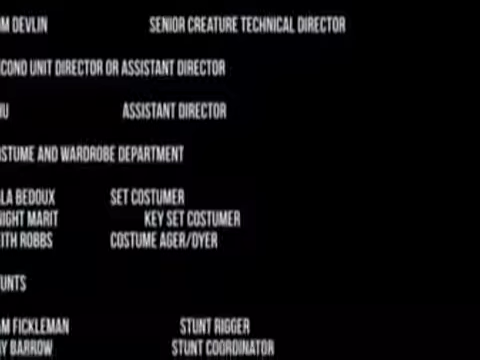 M DEVLIN SENIOR CREATURE TECHNICAL DIRECTOR
COND UNIT DIRECTOR OR ASSISTANT DIRECTOR
HU ASSISTANT DIRECTOR
STUME AND WARDROBE DEPARTMENT
LA BEDOUX SET COSTUMER
NIGHT MARIT KEY SET COSTUMER
ITH ROBBS COSTUME AGER/DYER
UNTS
AM FICKLEMAN STUNT RIGGER
Y BARROW STUNT COORDINATOR